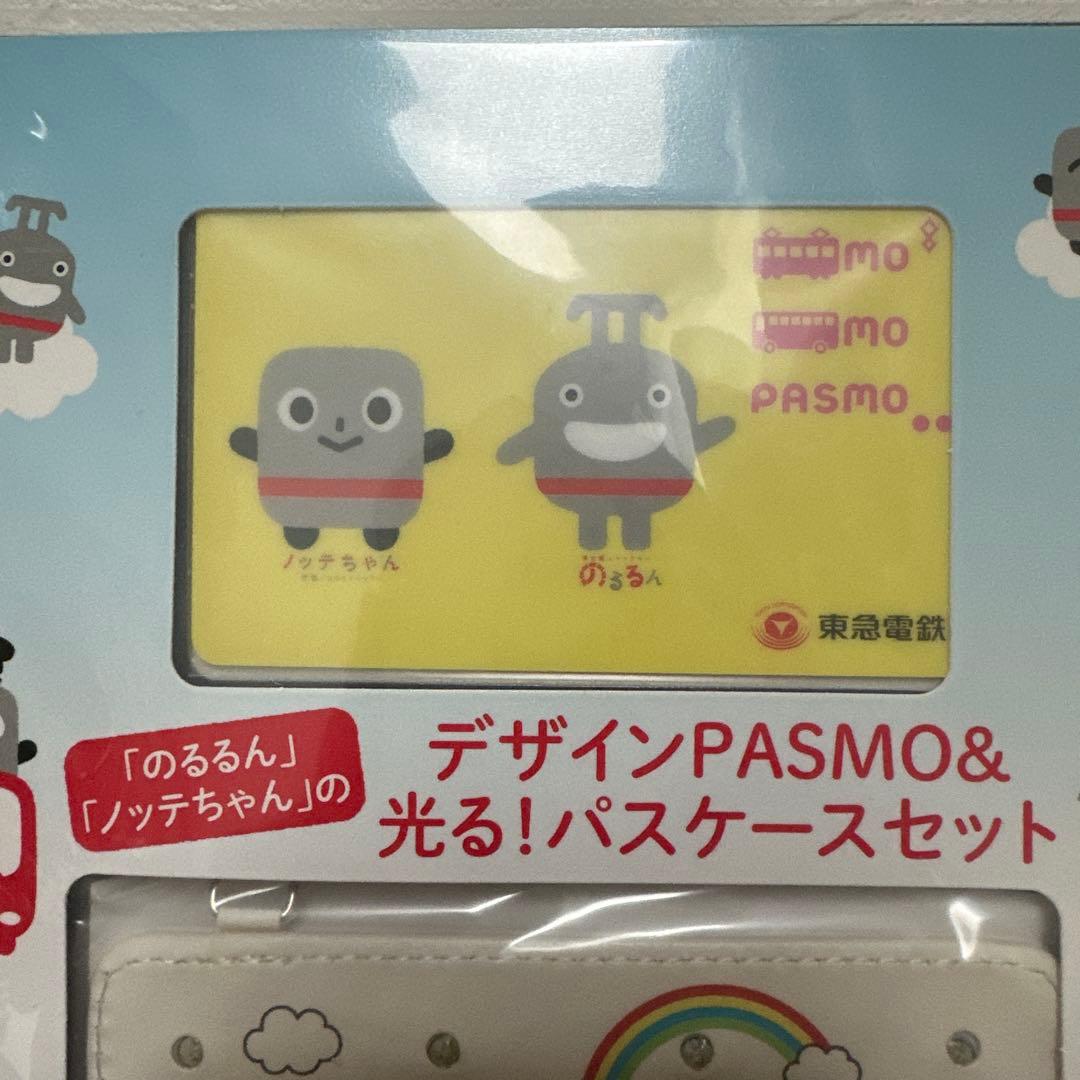 mo
mo
PASMO
ノッテちゃん
のるるん
東急電鉄
「のるるん」
「ノッテちゃん」の
デザインPASMO&
光る!パスケースセット